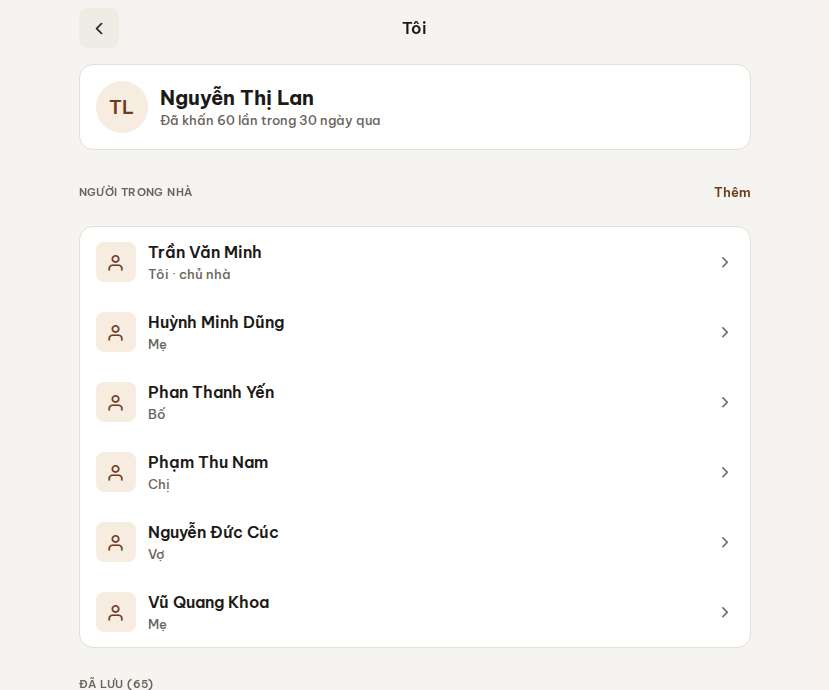 Tôi
TL
Nguyễn Thị Lan
Đã khấn 60 lần trong 30 ngày qua
NGƯỜI TRONG NHÀ
Thêm
Trần Văn Minh
Tôi · chủ nhà
Huỳnh Minh Dũng
Mẹ
Phan Thanh Yến
Bố
Phạm Thu Nam
Chị
Nguyễn Đức Cúc
Vợ
Vũ Quang Khoa
Mẹ
ĐÃ LƯU (65)